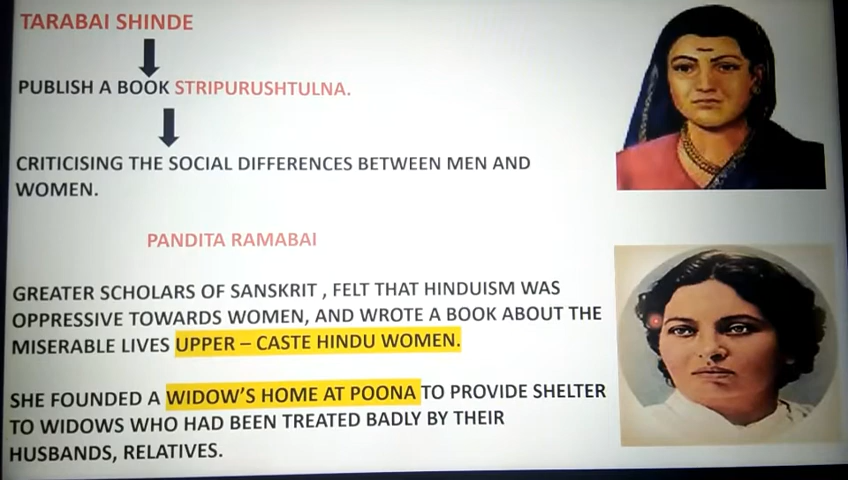 TARABAI SHINDE
PUBLISH A BOOK STRIPURUSHTULNA.
CRITICISING THE SOCIAL DIFFERENCES BETWEEN MEN AND
WOMEN.
PANDITA RAMABAI
GREATER SCHOLARS OF SANSKRIT , FELT THAT HINDUISM WAS
OPPRESSIVE TOWARDS WOMEN, AND WROTE A BOOK ABOUT THE
MISERABLE LIVES UPPER – CASTE HINDU WOMEN.
SHE FOUNDED A WIDOW'S HOME AT POONA TO PROVIDE SHELTER
TO WIDOWS WHO HAD BEEN TREATED BADLY BY THEIR
HUSBANDS, RELATIVES.